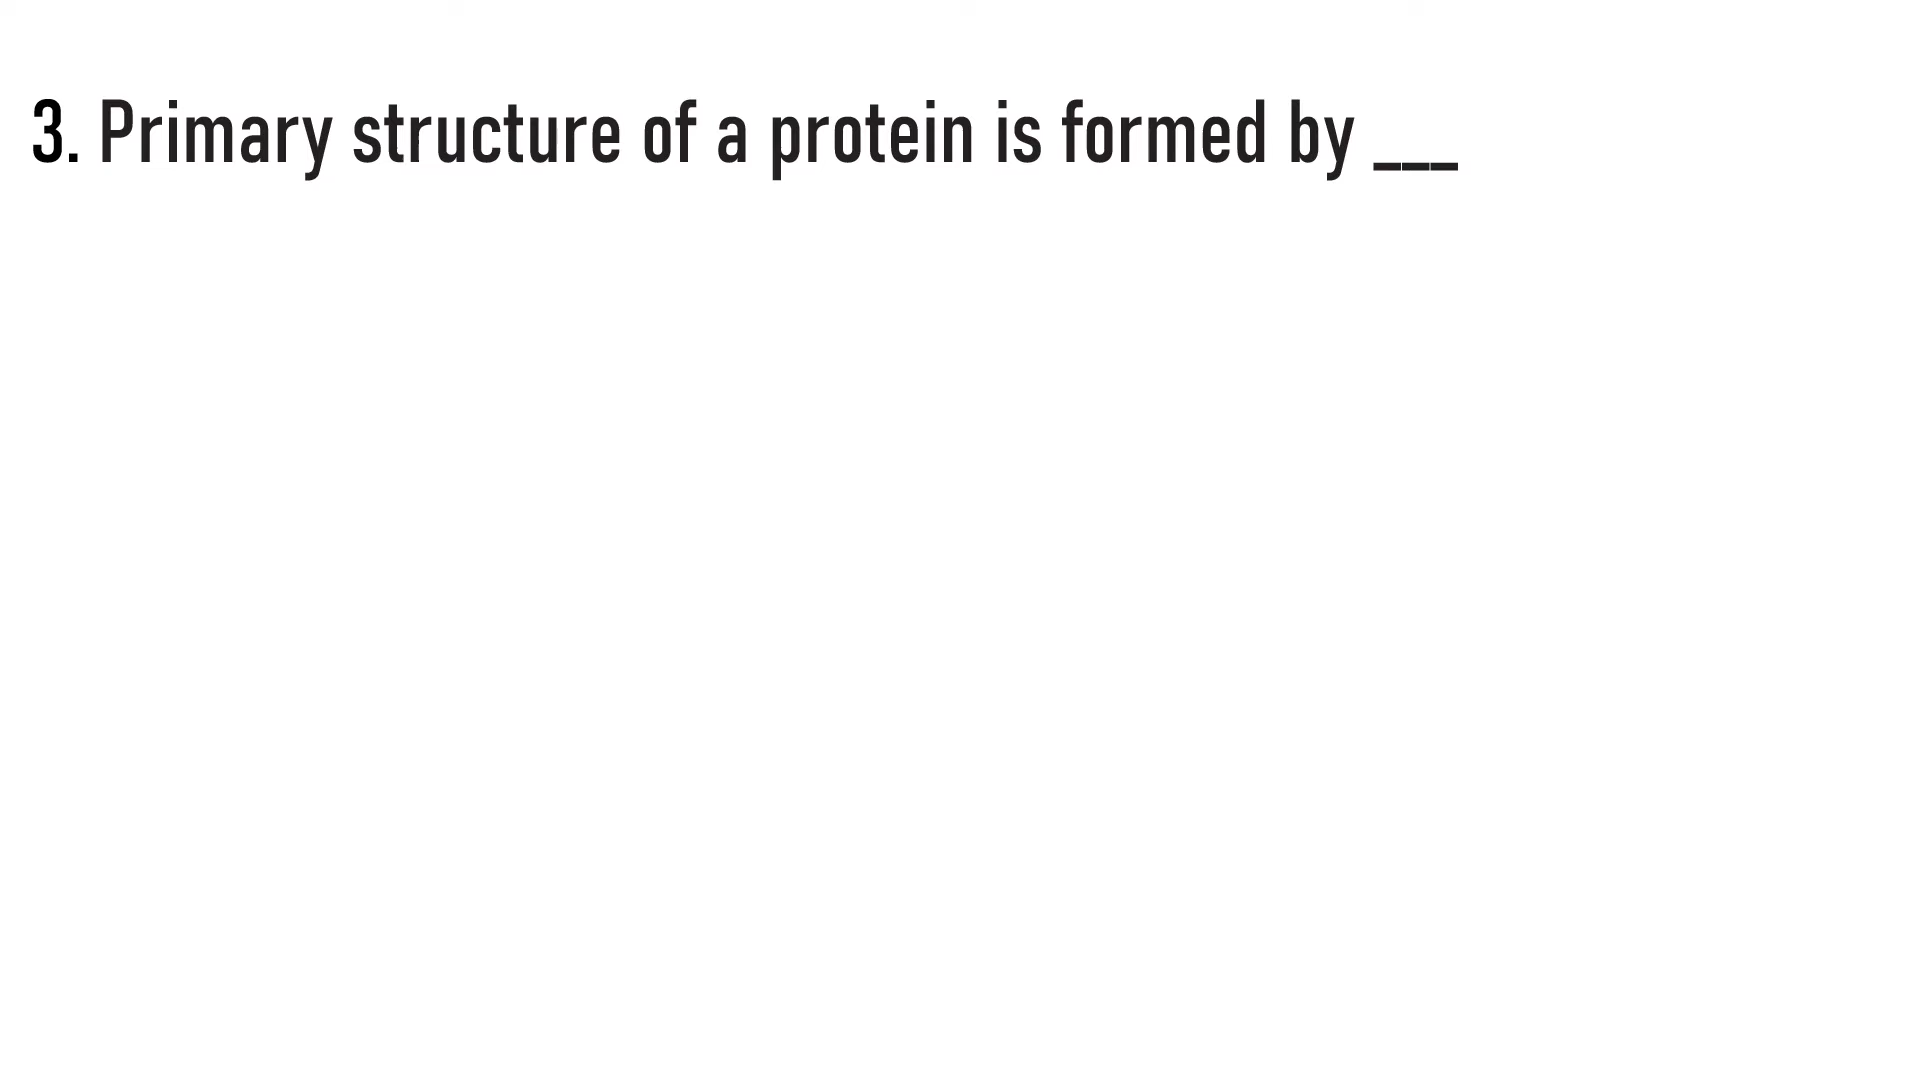 3. Primary structure of a protein is formed by ___